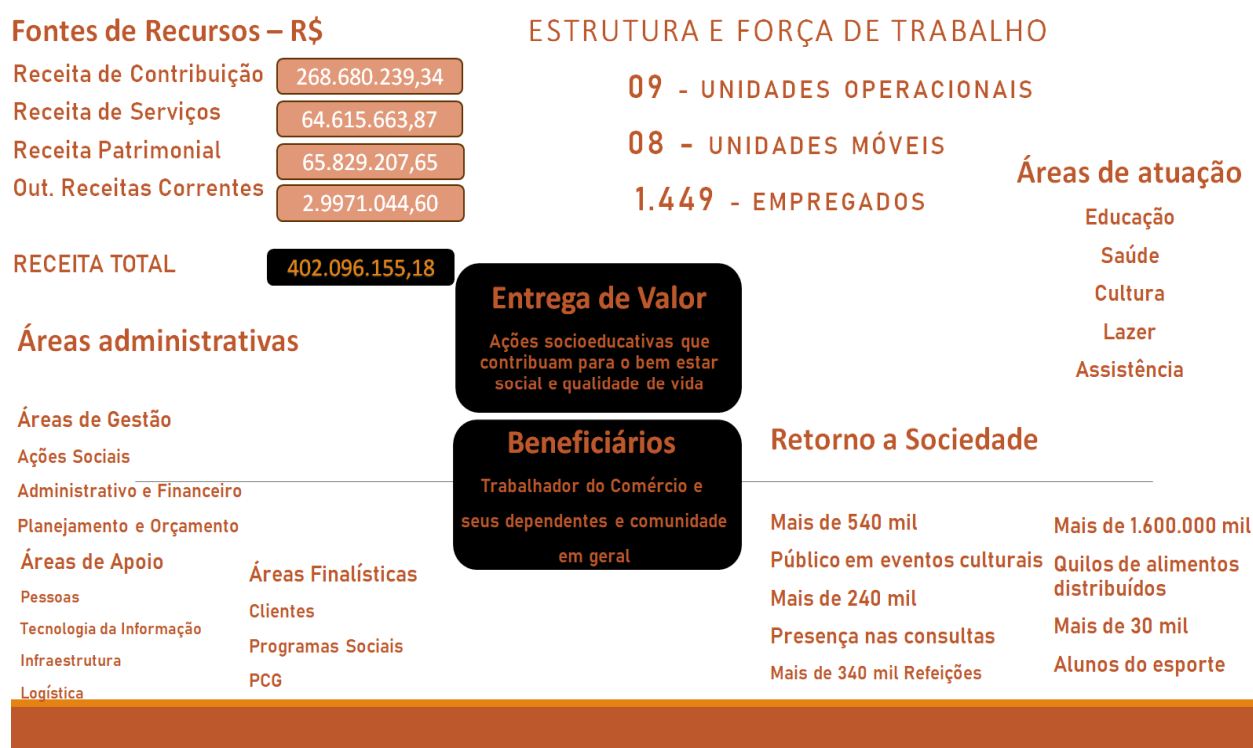 Fontes de Recursos – R$
Receita de Contribuição 268.680.239,34
Receita de Serviços 64.615.663,87
Receita Patrimonial 65.829.207,65
Out. Receitas Correntes 2.9971.044,60
RECEITA TOTAL 402.096.155,18
ESTRUTURA E FORÇA DE TRABALHO
09 - UNIDADES OPERACIONAIS
08 - UNIDADES MÓVEIS
1.449 - EMPREGADOS
Áreas de atuação
Educação
Saúde
Cultura
Lazer
Assistência
Entrega de Valor
Ações socioeducativas que
contribuam para o bem estar
social e qualidade de vida
Beneficiários
Trabalhador do Comércio e
seus dependentes e comunidade
em geral
Áreas administrativas
Áreas de Gestão
Ações Sociais
Administrativo e Financeiro
Planejamento e Orçamento
Áreas de Apoio
Pessoas
Tecnologia da Informação
Infraestrutura
Logística
Áreas Finalísticas
Clientes
Programas Sociais
PCG
Retorno a Sociedade
Mais de 540 mil
Público em eventos culturais
Mais de 240 mil
Presença nas consultas
Mais de 340 mil Refeições
Mais de 1.600.000 mil
Quilos de alimentos
distribuídos
Mais de 30 mil
Alunos do esporte